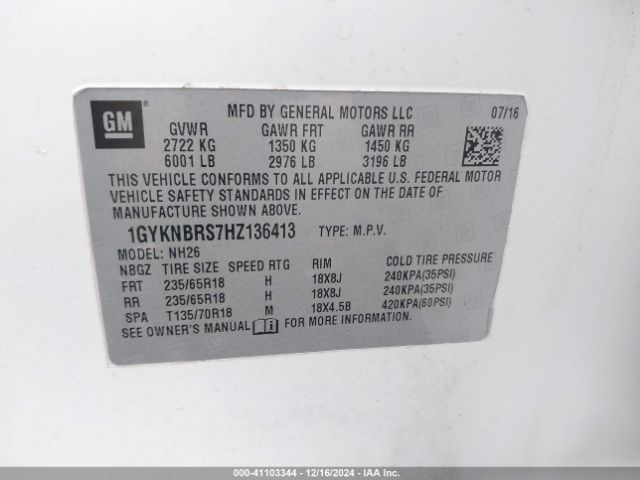 GM ®
MFD BY GENERAL MOTORS LLC 07/16
GVWR GAWR FRT GAWR RR
2722 KG 1350 KG 1450 KG
6001 LB 2976 LB 3196 LB
THIS VEHICLE CONFORMS TO ALL APPLICABLE U.S. FEDERAL MOTOR
VEHICLE SAFETY STANDARDS IN EFFECT ON THE DATE OF
MANUFACTURE SHOWN ABOVE.
1GYKNBRS7HZ136413 TYPE: M.P.V.
MODEL: NH26
NBGZ TIRE SIZE SPEED RTG RIM COLD TIRE PRESSURE
FRT 235/65R18 H 18X8J 240KPA(35PSI)
RR 235/65R18 H 18X8J 240KPA(35PSI)
SPA T135/70R18 M 18X4.5B 420KPA(60PSI)
SEE OWNER'S MANUAL FOR MORE INFORMATION.
000-41103344 - 12/16/2024 - IAA Inc.